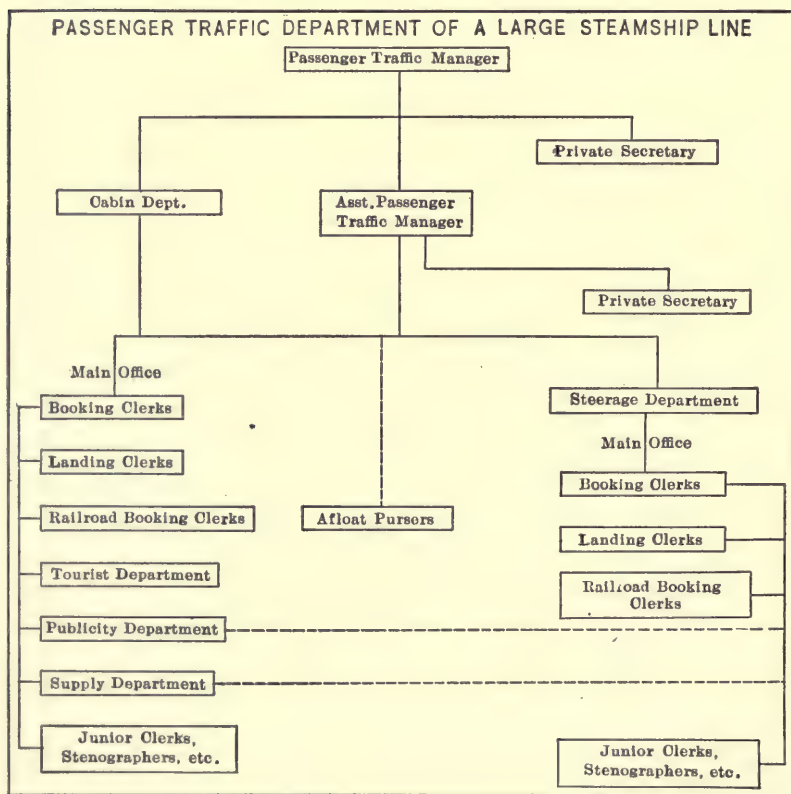 PASSENGER TRAFFIC DEPARTMENT OF A LARGE STEAMSHIP LINE
Passenger Traffic Manager
Private Secretary
Cabin Dept.
Asst. Passenger
Traffic Manager
Private Secretary
Main Office
Booking Clerks
Landing Clerks
Railroad Booking Clerks
Tourist Department
Publicity Department
Supply Department
Junior Clerks,
Stenographers, etc.
Afloat Pursers
Steerage Department
Main Office
Booking Clerks
Landing Clerks
Railroad Booking
Clerks
Junior Clerks,
Stenographers, etc.